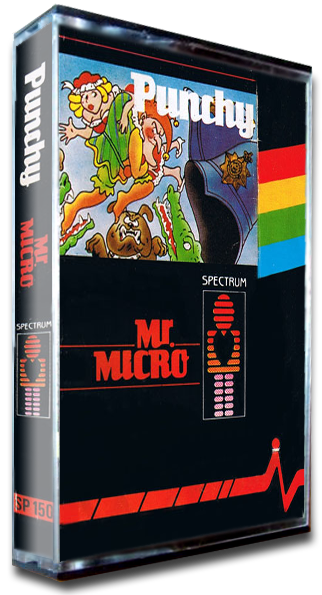 Punchy
SPECTRUM
Mr.
MICRO
Punchy
Mr.
MICRO
SPECTRUM
SP 150